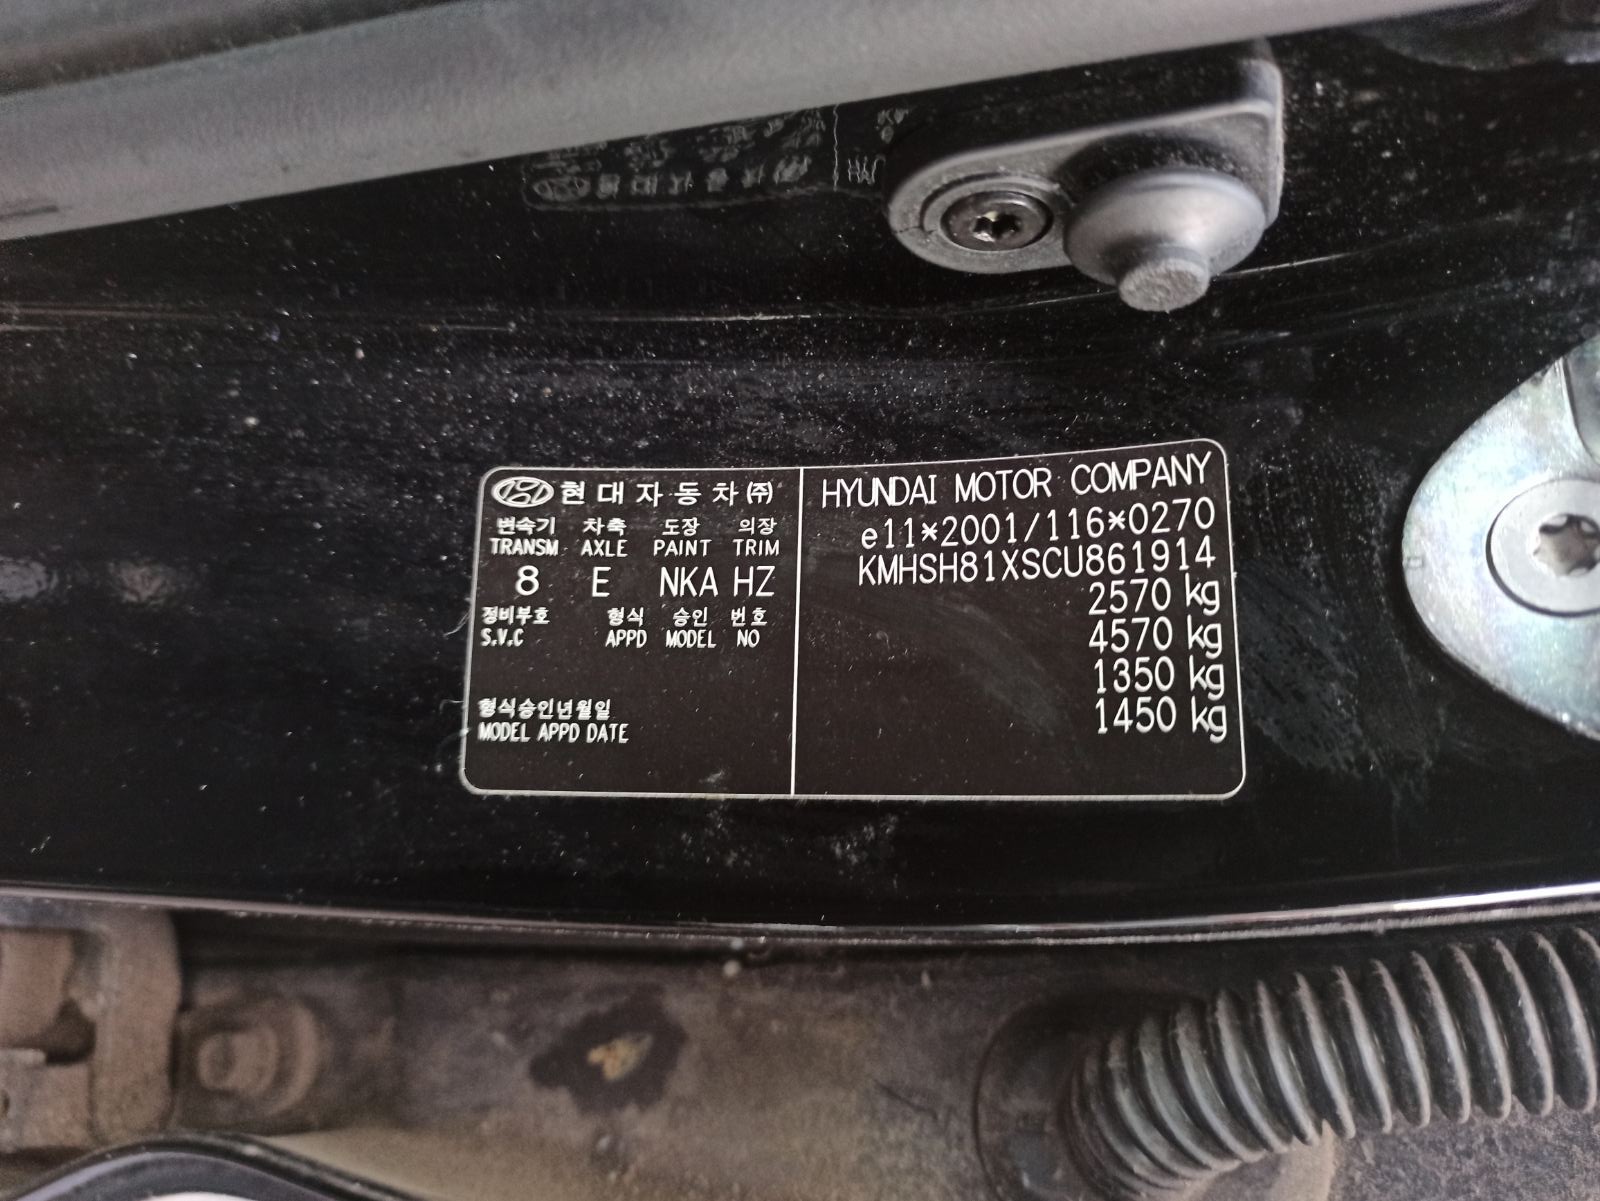 현대자동차㈜
변속기 차축 도장 의장
TRANSM AXLE PAINT TRIM
8 E NKA HZ
정비부호 형식 승인 번호
S.V.C APPD MODEL NO
형식승인년월일
MODEL APPD DATE
HYUNDAI MOTOR COMPANY
e11*2001/116*0270
KMHSH81XSCU861914
2570 kg
4570 kg
1350 kg
1450 kg